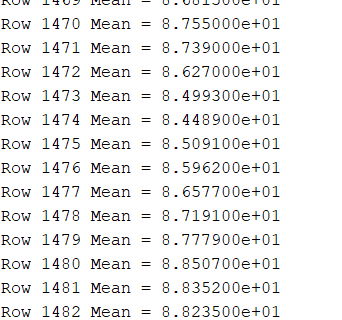 Row 1469 Mean = 8.681500e+01
Row 1470 Mean = 8.755000e+01
Row 1471 Mean = 8.739000e+01
Row 1472 Mean = 8.627000e+01
Row 1473 Mean = 8.499300e+01
Row 1474 Mean = 8.448900e+01
Row 1475 Mean = 8.509100e+01
Row 1476 Mean = 8.596200e+01
Row 1477 Mean = 8.657700e+01
Row 1478 Mean = 8.719100e+01
Row 1479 Mean = 8.777900e+01
Row 1480 Mean = 8.850700e+01
Row 1481 Mean = 8.835200e+01
Row 1482 Mean = 8.823500e+01